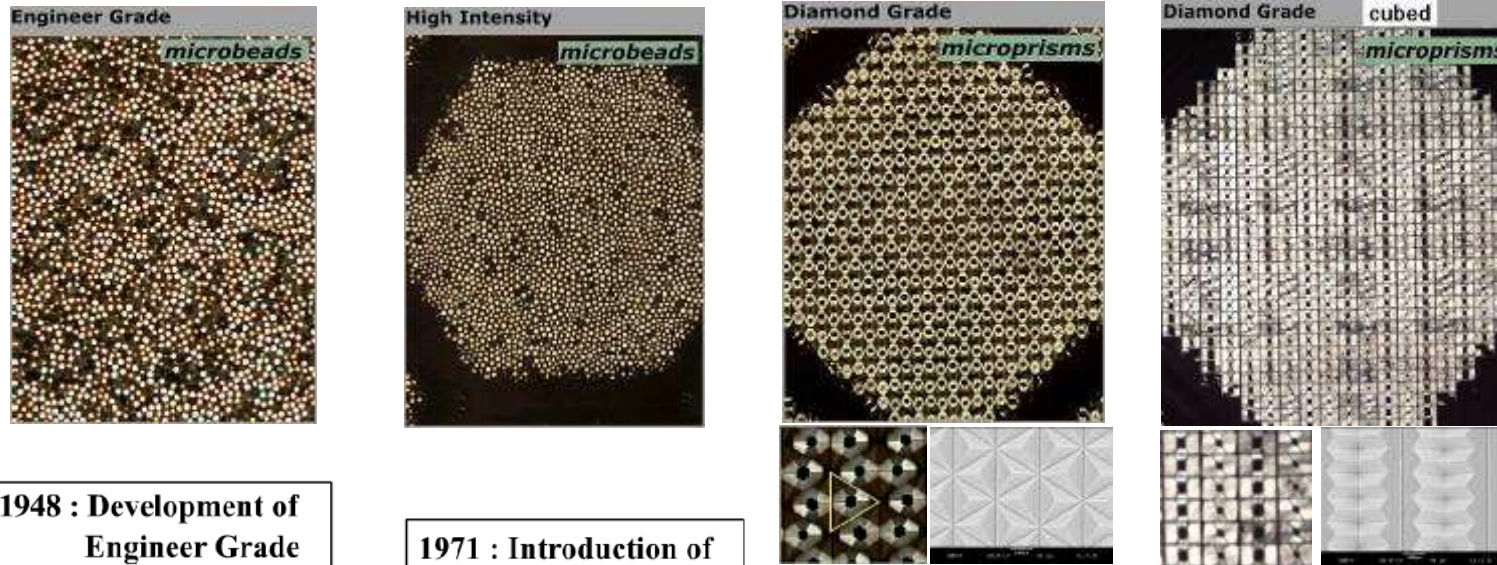 Engineer Grade
microbeads
High Intensity
microbeads
Diamond Grade
microprisms
Diamond Grade cubed
microprisms
1948 : Development of
Engineer Grade
1971 : Introduction of